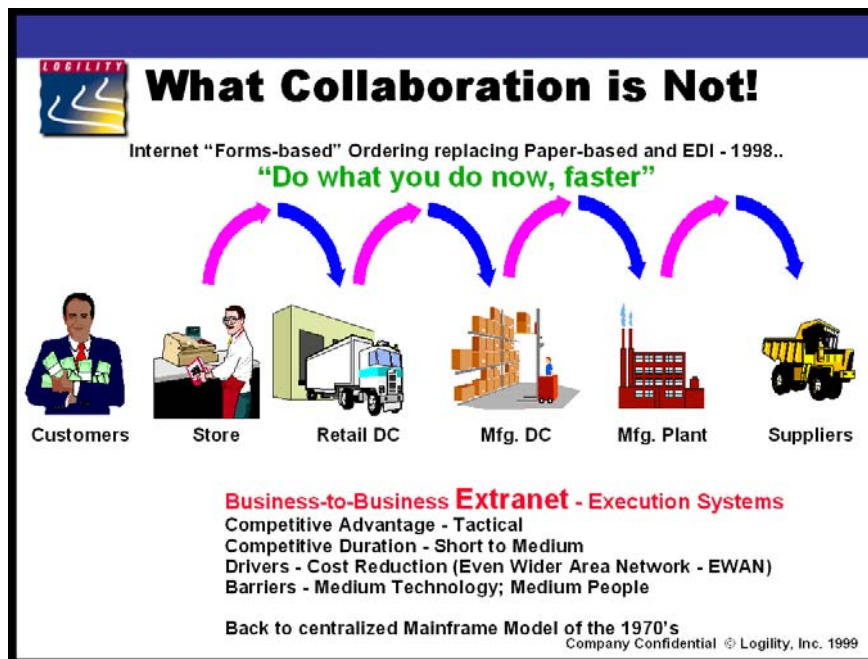 LOGILITY
What Collaboration is Not!
Internet “Forms-based” Ordering replacing Paper-based and EDI - 1998..
“Do what you do now, faster”
Customers
Store
Retail DC
Mfg. DC
Mfg. Plant
Suppliers
Business-to-Business Extranet - Execution Systems
Competitive Advantage - Tactical
Competitive Duration - Short to Medium
Drivers - Cost Reduction (Even Wider Area Network - EWAN)
Barriers - Medium Technology; Medium People
Back to centralized Mainframe Model of the 1970's
Company Confidential © Logility, Inc. 1999